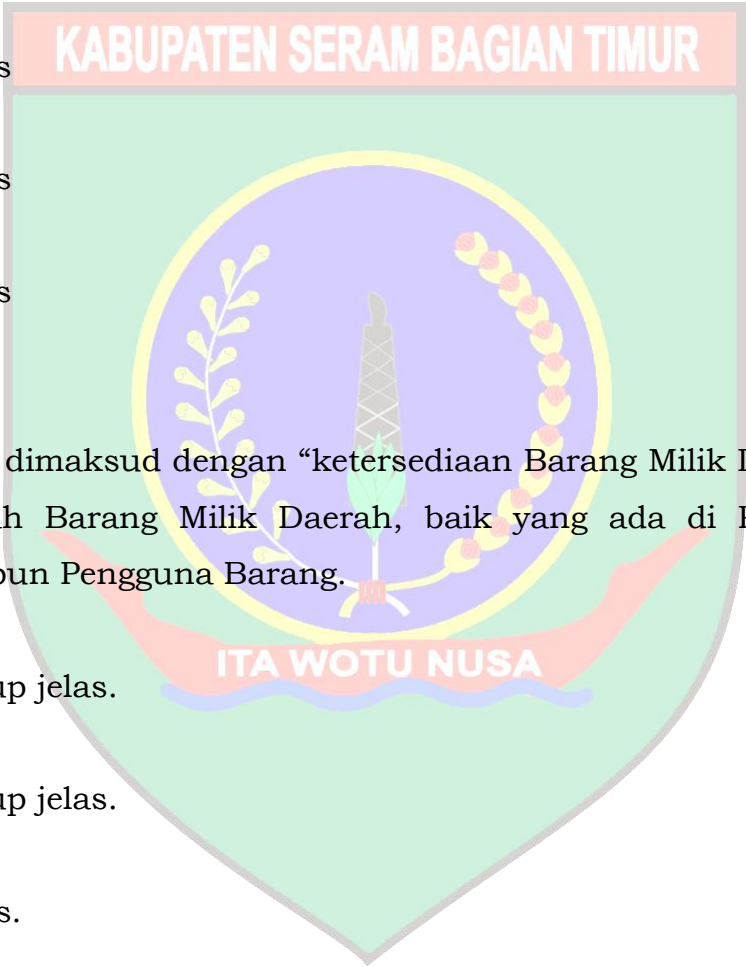 KABUPATEN SERAM BAGIAN TIMUR
s
s
s
dimaksud dengan “ketersediaan Barang Milik
h Barang Milik Daerah, baik yang ada di
oun Pengguna Barang.
ITA WOTU NUSA
up jelas.
up jelas.
s.